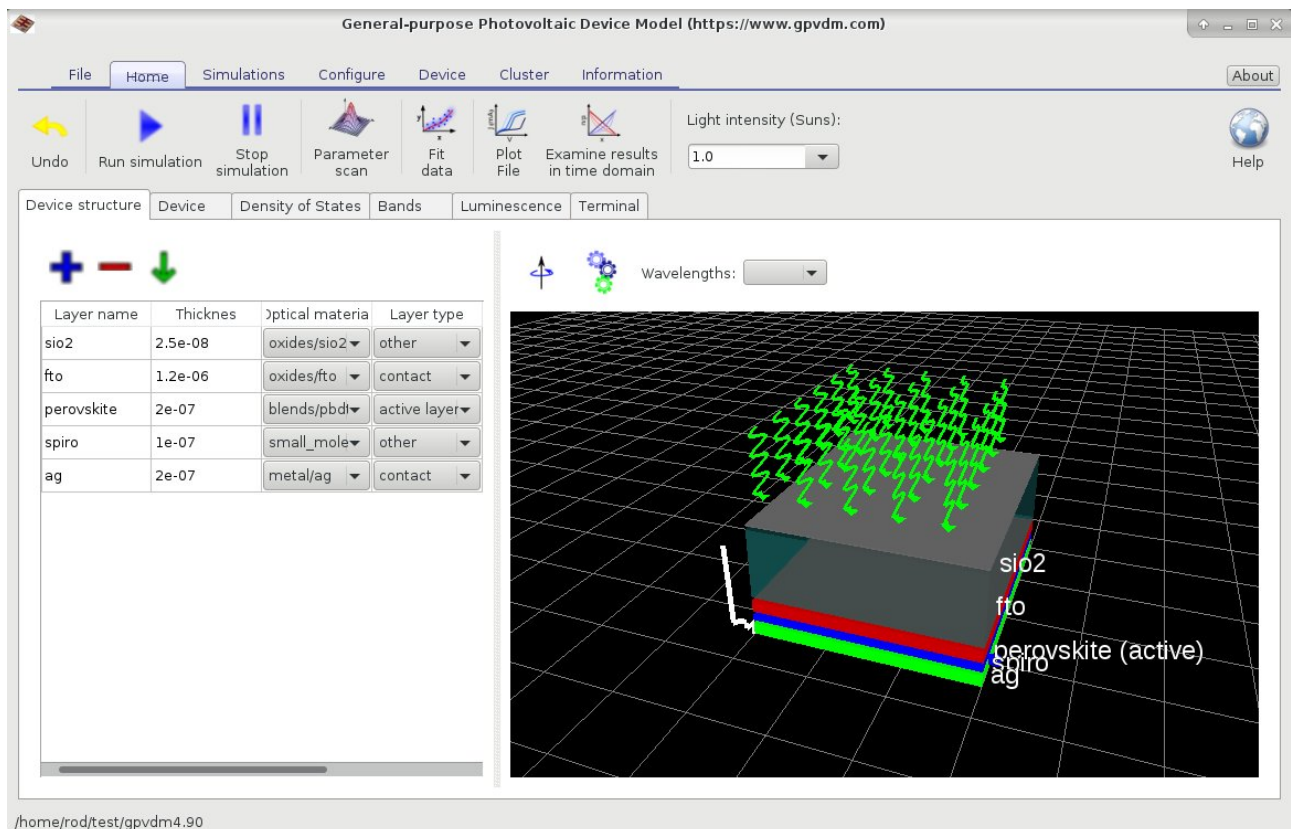 General-purpose Photovoltaic Device Model (https://www.gpvdm.com)
File Home Simulations Configure Device Cluster Information About
Undo Run simulation Stop simulation Parameter scan Fit data Plot File Examine results in time domain Light intensity (Suns): 1.0 Help
Device structure Device Density of States Bands Luminescence Terminal
Wavelengths:
Layer name Thicknes Optical materia Layer type
sio2 2.5e-08 oxides/sio2 other
fto 1.2e-06 oxides/fto contact
perovskite 2e-07 blends/pbdt active layer
spiro 1e-07 small_mole other
ag 2e-07 metal/ag contact
sio2
fto
perovskite (active)
spiro
ag
/home/rod/test/gpvdm4.90